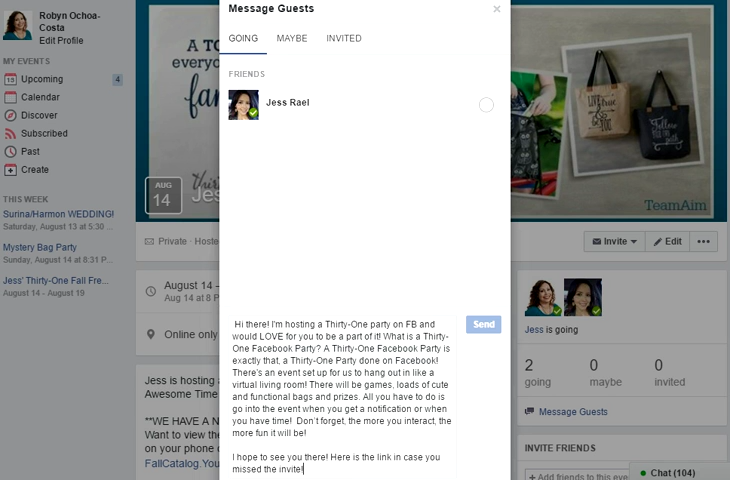 Robyn Ochoa-
Costa
Edit Profile
MY EVENTS
Upcoming
4
Calendar
Discover
Subscribed
Past
Create
THIS WEEK
Surina/Harmon WEDDING!
Saturday, August 13 at 5:30 ...
Mystery Bag Party
Sunday, August 14 at 8:31 P...
Jess' Thirty-One Fall Fre...
August 14 - August 19
A TO
everyo
fan
thir
AUG
14
Jes
Private · Hoste
August 14 -
Aug 14 at 8 P
Online only
Jess is hosting
Awesome Time
**WE HAVE A N
Want to view the
on your phone o
FallCatalog.You
Message Guests
×
GOING
MAYBE
INVITED
FRIENDS
Jess Rael
Hi there! I'm hosting a Thirty-One party on FB and
would LOVE for you to be a part of it! What is a Thirty-
One Facebook Party? A Thirty-One Facebook Party is
exactly that, a Thirty-One Party done on Facebook!
There's an event set up for us to hang out in like a
virtual living room! There will be games, loads of cute
and functional bags and prizes. All you have to do is
go into the event when you get a notification or when
you have time!  Don't forget, the more you interact, the
more fun it will be!
I hope to see you there! Here is the link in case you
missed the invite!
Send
TeamAim
Invite
Edit
•••
Jess is going
2
0
0
going
maybe
invited
Message Guests
INVITE FRIENDS
+ Add friends to this eve
Chat (104)